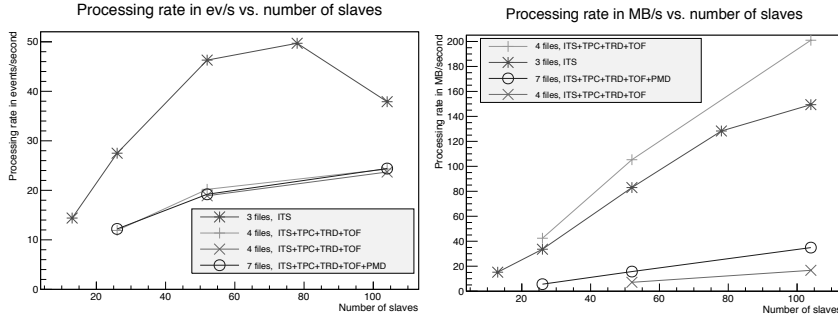 Processing rate in ev/s vs. number of slaves
Processing rate in events/second
50
40
30
20
10
0
20
40
60
80
100
Number of slaves
3 files, ITS
4 files, ITS+TPC+TRD+TOF
4 files, ITS+TPC+TRD+TOF
7 files, ITS+TPC+TRD+TOF+PMD
Processing rate in MB/s vs. number of slaves
Processing rate in MB/second
200
180
160
140
120
100
80
60
40
20
0
20
40
60
80
100
Number of slaves
4 files, ITS+TPC+TRD+TOF
3 files, ITS
7 files, ITS+TPC+TRD+TOF+PMD
4 files, ITS+TPC+TRD+TOF